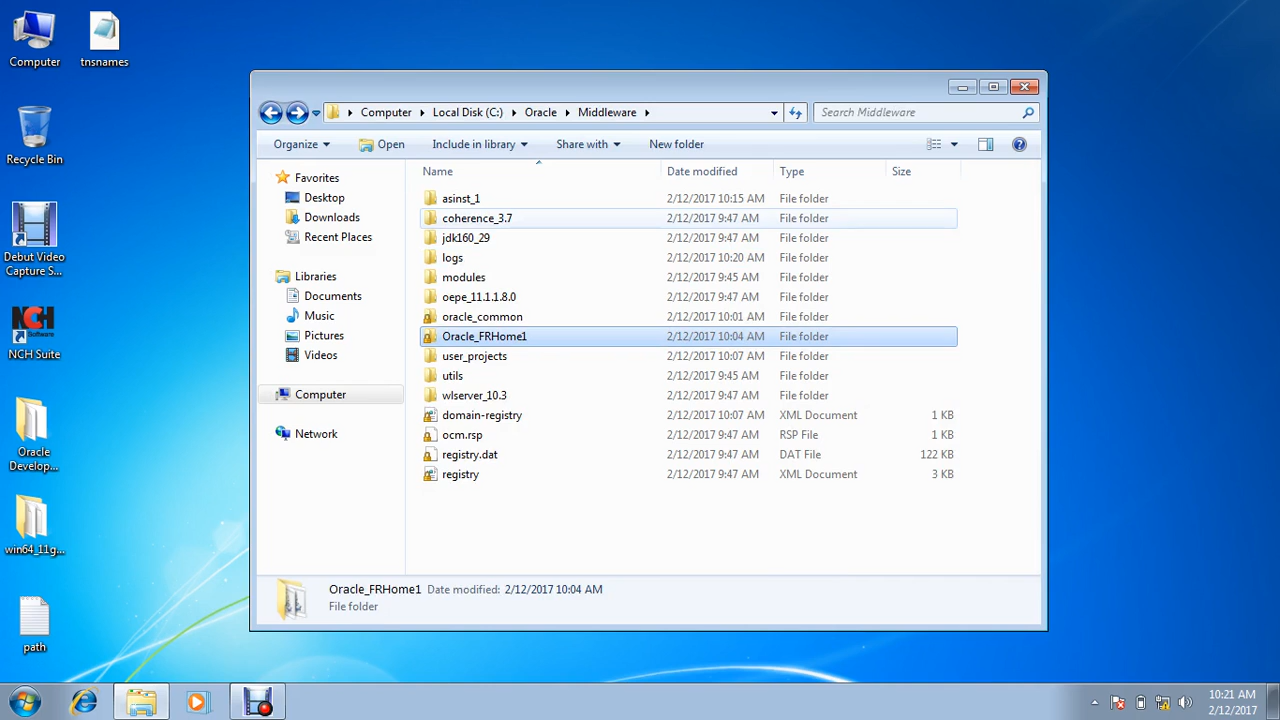 Computer
tnsnames
Recycle Bin
Debut Video
Capture S...
NCH
Software
NCH Suite
Oracle
Develop...
win64_11g...
path
Computer Local Disk (C:) Oracle Middleware
Search Middleware
Organize Open Include in library Share with New folder
Name Date modified Type Size
Favorites
Desktop
Downloads
Recent Places
Libraries
Documents
Music
Pictures
Videos
Computer
Network
asinst_1 2/12/2017 10:15 AM File folder
coherence_3.7 2/12/2017 9:47 AM File folder
jdk160_29 2/12/2017 9:47 AM File folder
logs 2/12/2017 10:20 AM File folder
modules 2/12/2017 9:45 AM File folder
oepe_11.1.1.8.0 2/12/2017 9:47 AM File folder
oracle_common 2/12/2017 10:01 AM File folder
Oracle_FRHome1 2/12/2017 10:04 AM File folder
user_projects 2/12/2017 10:07 AM File folder
utils 2/12/2017 9:45 AM File folder
wlserver_10.3 2/12/2017 9:47 AM File folder
domain-registry 2/12/2017 10:07 AM XML Document 1 KB
ocm.rsp 2/12/2017 9:47 AM RSP File 1 KB
registry.dat 2/12/2017 9:47 AM DAT File 122 KB
registry 2/12/2017 9:47 AM XML Document 3 KB
Oracle_FRHome1 Date modified: 2/12/2017 10:04 AM
File folder
10:21 AM
2/12/2017